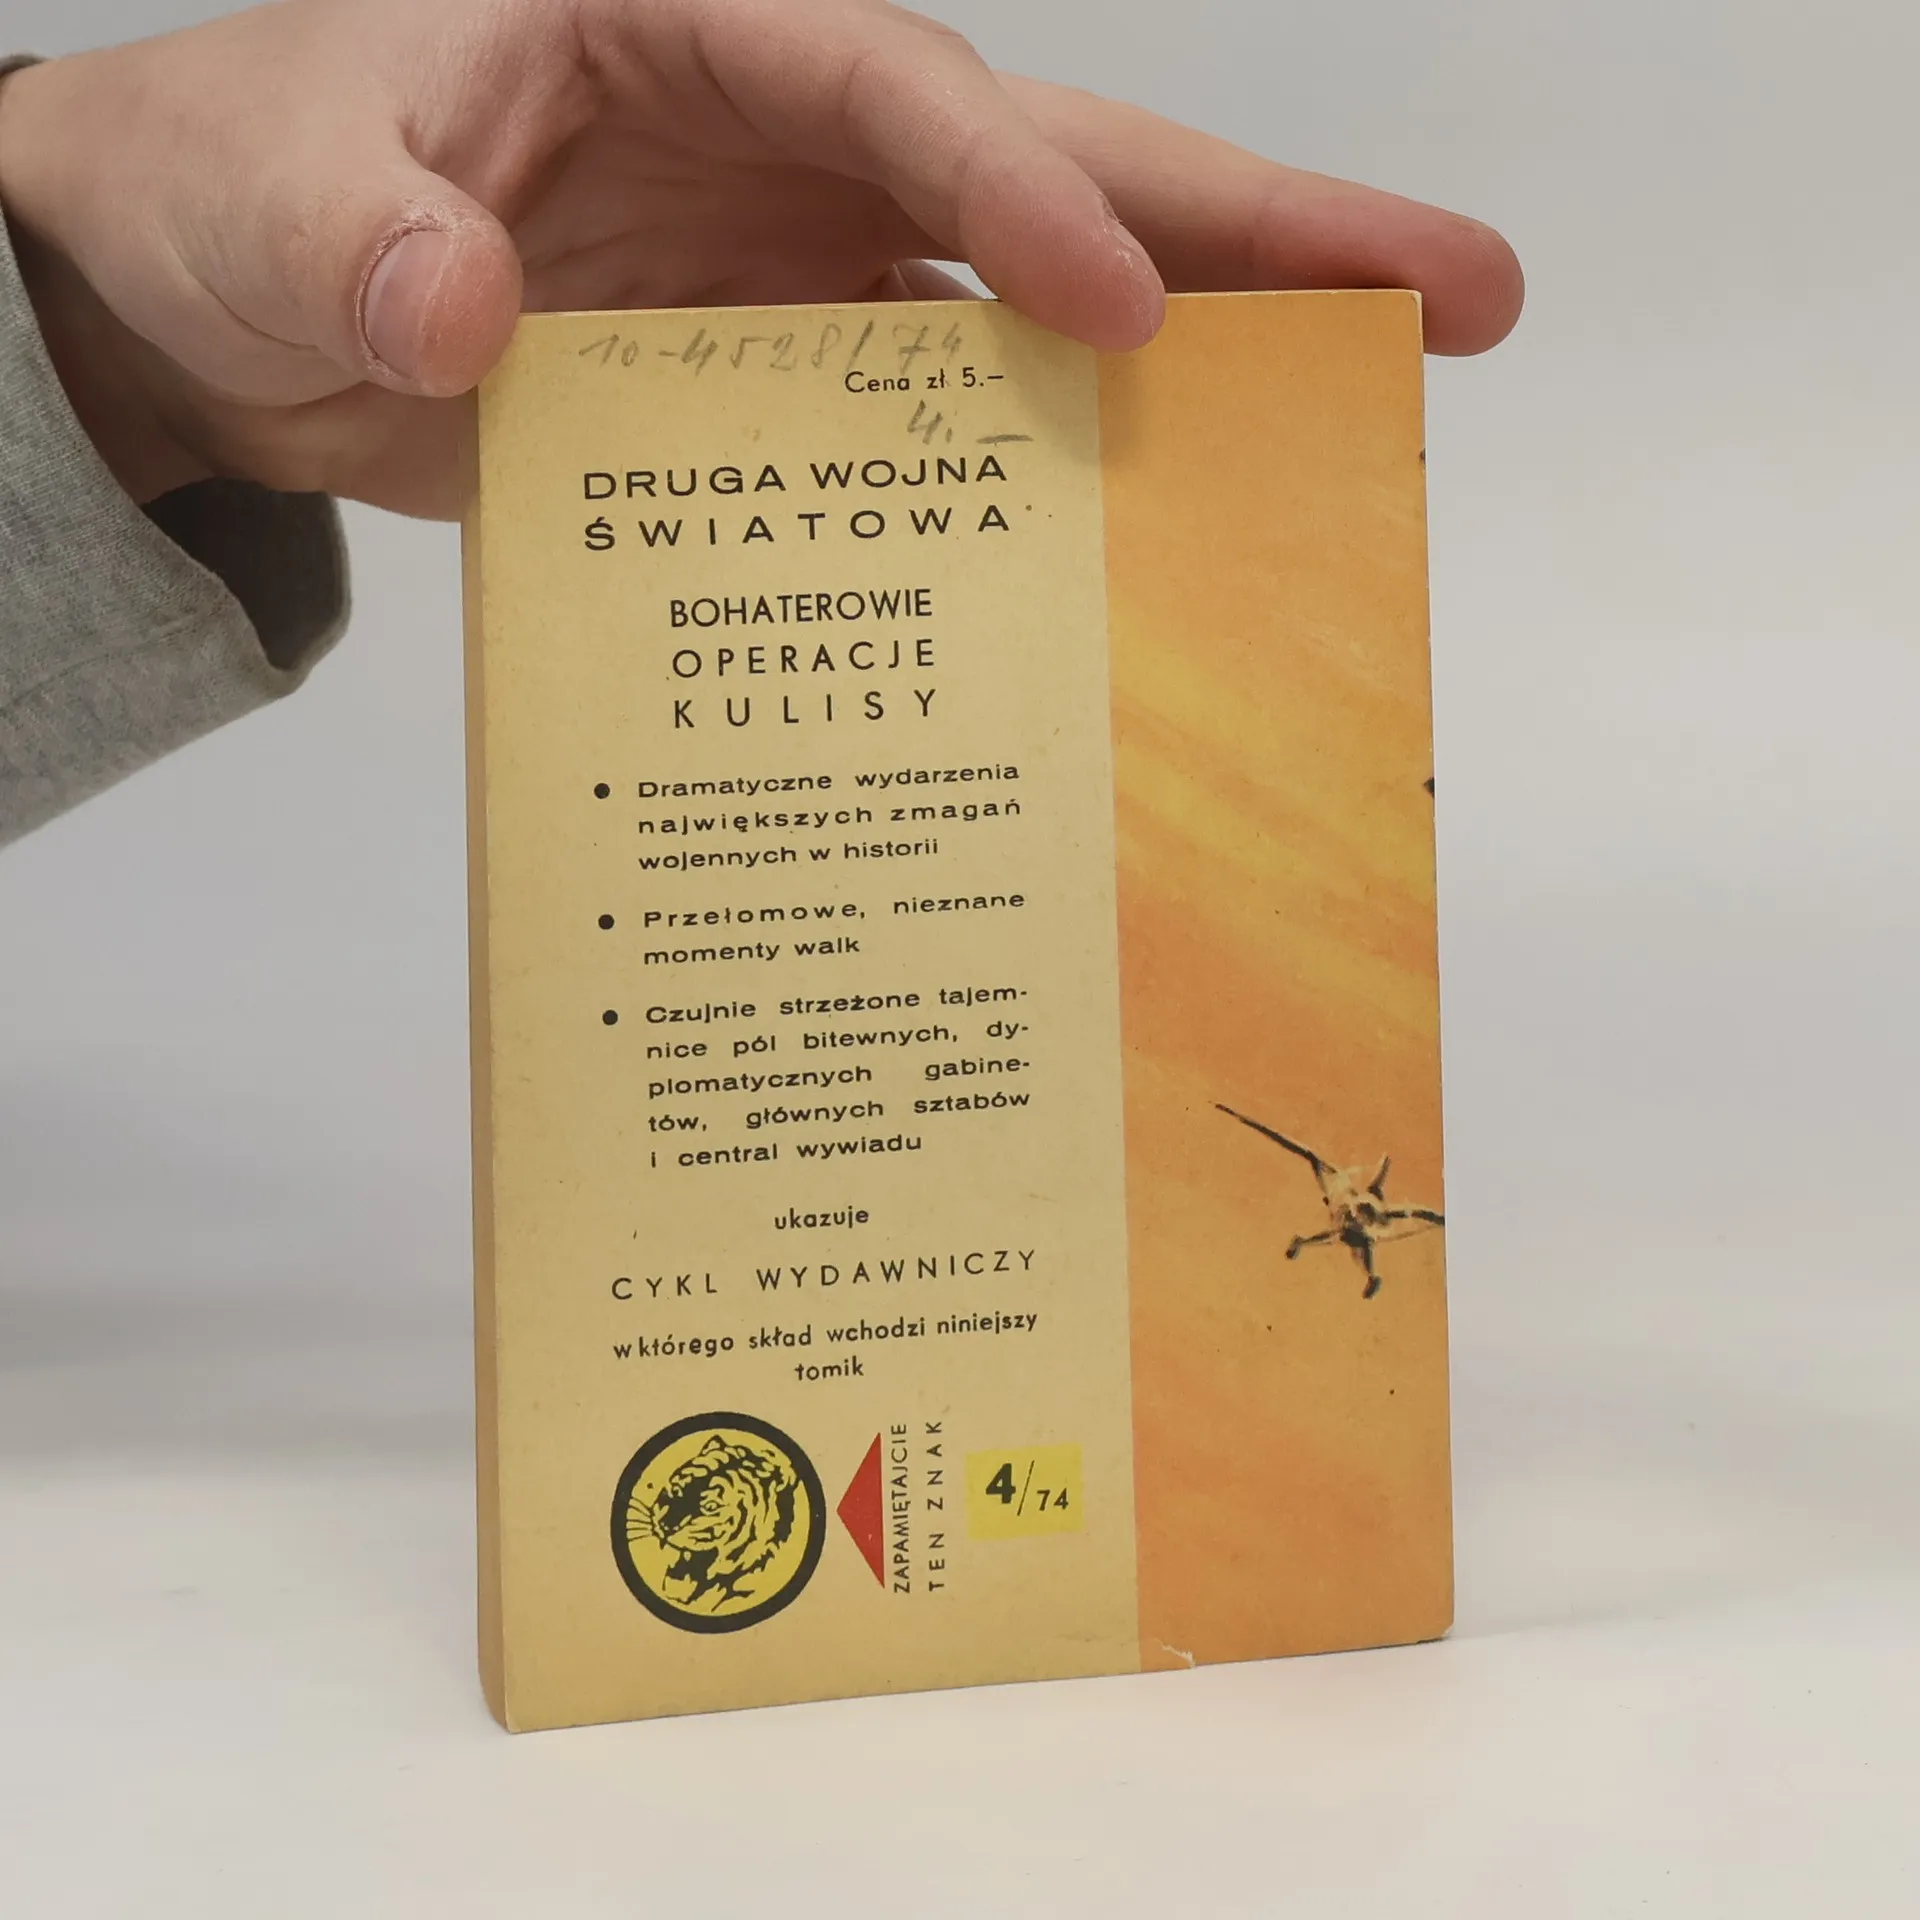 10-4528/74
Cena zł 5.–
4. —
DRUGA WOJNA
ŚWIATOWA
BOHATEROWIE
OPERACJE
KULISY
● Dramatyczne wydarzenia
największych zmagań
wojennych w historii
● Przełomowe, nieznane
momenty walk
● Czujnie strzeżone tajem-
nice pól bitewnych, dy-
plomatycznych gabine-
tów, głównych sztabów
i central wywiadu
ukazuje
CYKL WYDAWNICZY
w którego skład wchodzi niniejszy
tomik
ZAPAMIĘTAJCIE
TEN ZNAK
4/74